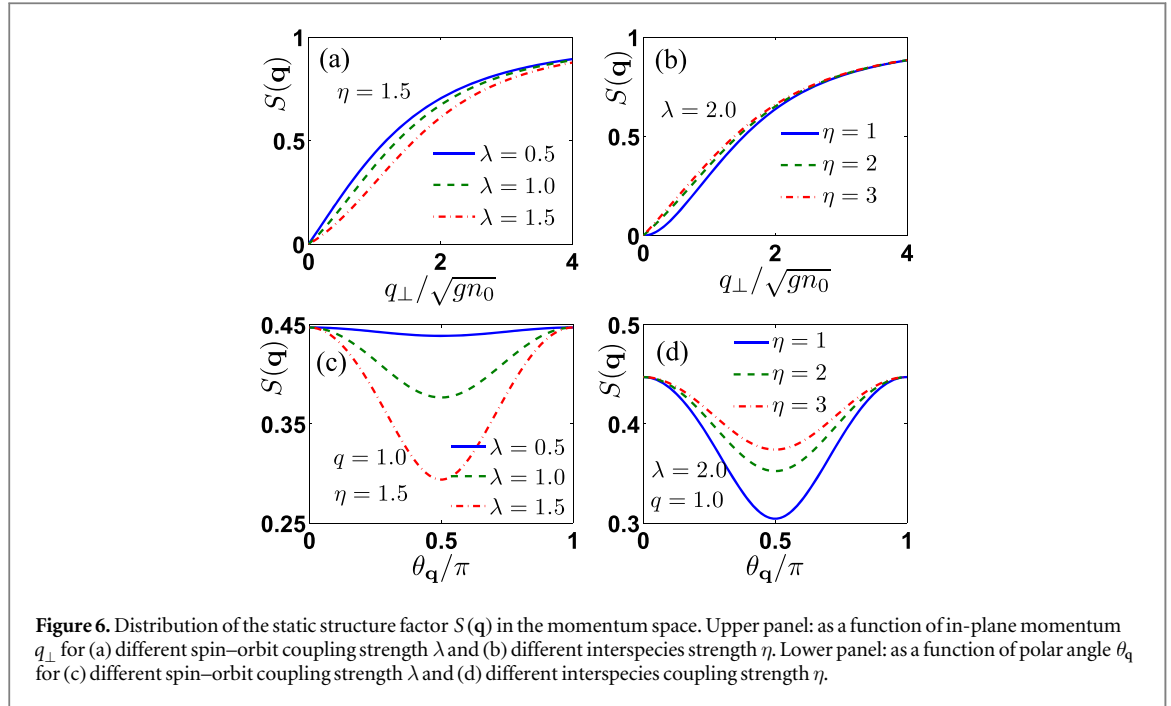 (a)
η = 1.5
S(q)
1
0.5
0
λ = 0.5
λ = 1.0
λ = 1.5
0 2 4
q⊥/√gn₀
(b)
λ = 2.0
S(q)
1
0.5
0
η = 1
η = 2
η = 3
0 2 4
q⊥/√gn₀
(c)
S(q)
0.45
0.35
0.25
q = 1.0
η = 1.5
λ = 0.5
λ = 1.0
λ = 1.5
0 0.5 1
θq/π
(d)
S(q)
0.5
0.4
0.3
η = 1
η = 2
η = 3
λ = 2.0
q = 1.0
0 0.5 1
θq/π
Figure 6. Distribution of the static structure factor S(q) in the momentum space. Upper panel: as a function of in-plane momentum
q⊥ for (a) different spin–orbit coupling strength λ and (b) different interspecies strength η. Lower panel: as a function of polar angle θq
for (c) different spin–orbit coupling strength λ and (d) different interspecies coupling strength η.